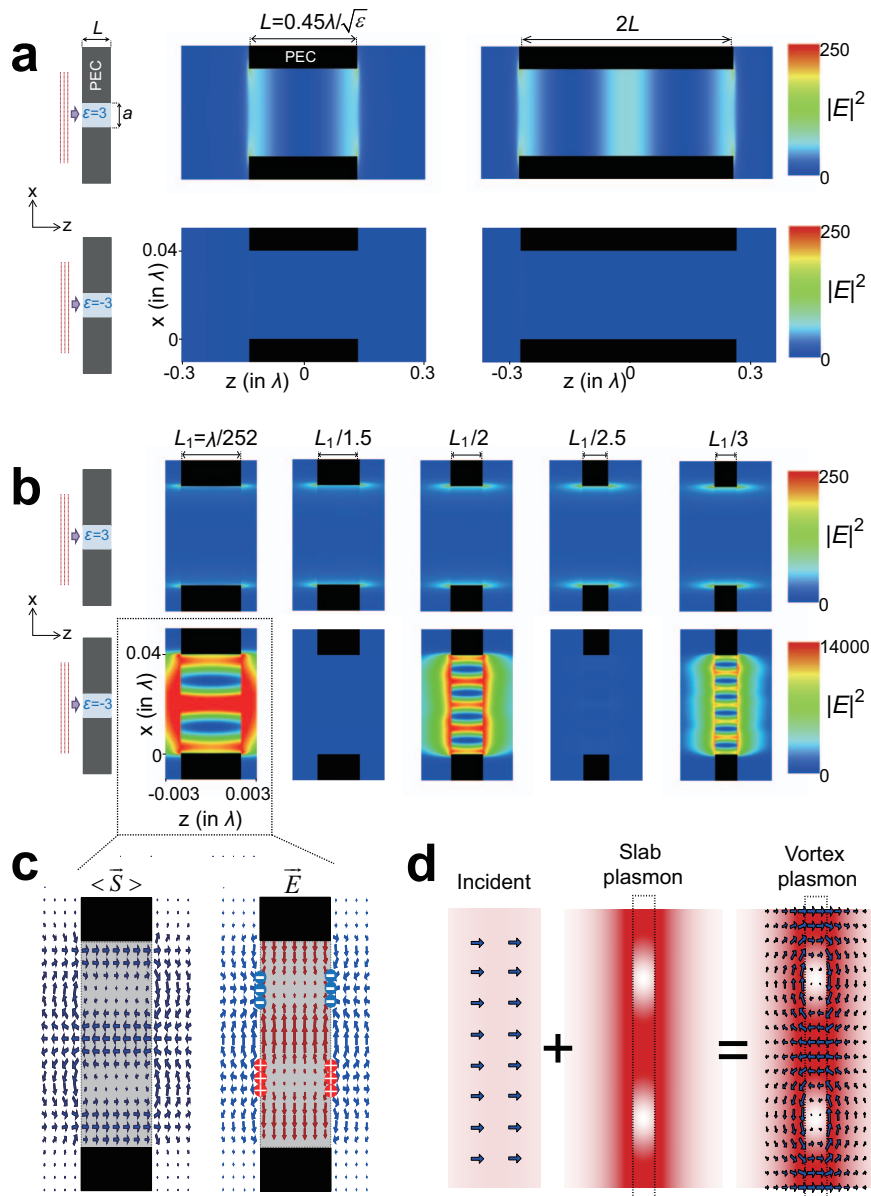 a
L
PEC
ε=3
a
L=0.45λ/√ε
PEC
2L
250
|E|²
0
x
z
ε=-3
x (in λ)
0.04
0
-0.3
0
0.3
z (in λ)
-0.3
0
0.3
z (in λ)
250
|E|²
0
b
L₁=λ/252
L₁/1.5
L₁/2
L₁/2.5
L₁/3
ε=3
250
|E|²
0
x
z
ε=-3
x (in λ)
0.04
0
-0.003
0.003
z (in λ)
14000
|E|²
0
c
<S⃗>
E⃗
d
Incident
Slab
plasmon
Vortex
plasmon
+
=